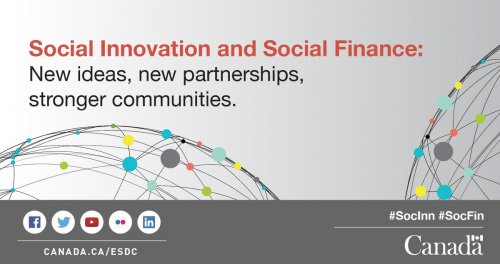 Social Innovation and Social Finance:
New ideas, new partnerships,
stronger communities.
#SocInn #SocFin
CANADA.CA/ESDC
Canada